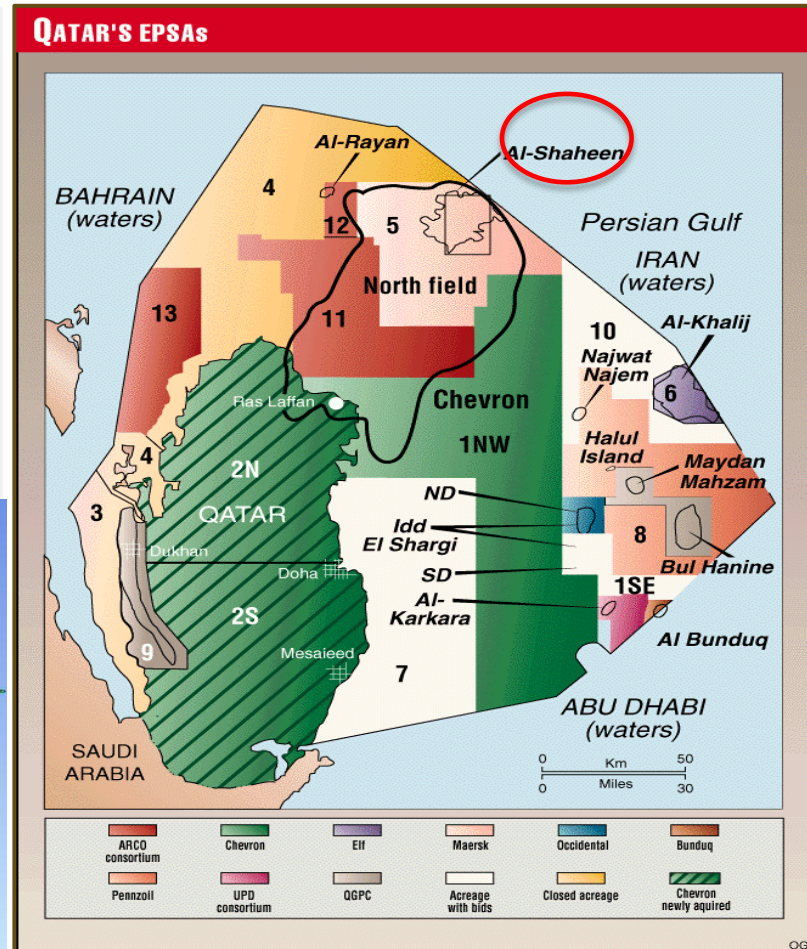 QATAR'S EPSAs
Al-Rayan
Al-Shaheen
BAHRAIN
(waters)
4
12
5
Persian Gulf
IRAN
(waters)
North field
13
11
10
Al-Khalij
Najwat
Najem
6
Ras Laffan
Chevron
1NW
Halul
Island
Maydan
Mahzam
4
2N
QATAR
3
ND
Idd
El Shargi
8
Dukhan
Doha
SD
Bul Hanine
1SE
Al-
Karkara
2S
Al Bunduq
9
Mesaieed
7
ABU DHABI
(waters)
SAUDI
ARABIA
0 Km 50
0 Miles 30
ARCO
consortium
Chevron
Elf
Maersk
Occidental
Bunduq
Pennzoil
UPD
consortium
QGPC
Acreage
with bids
Closed acreage
Chevron
newly aquired